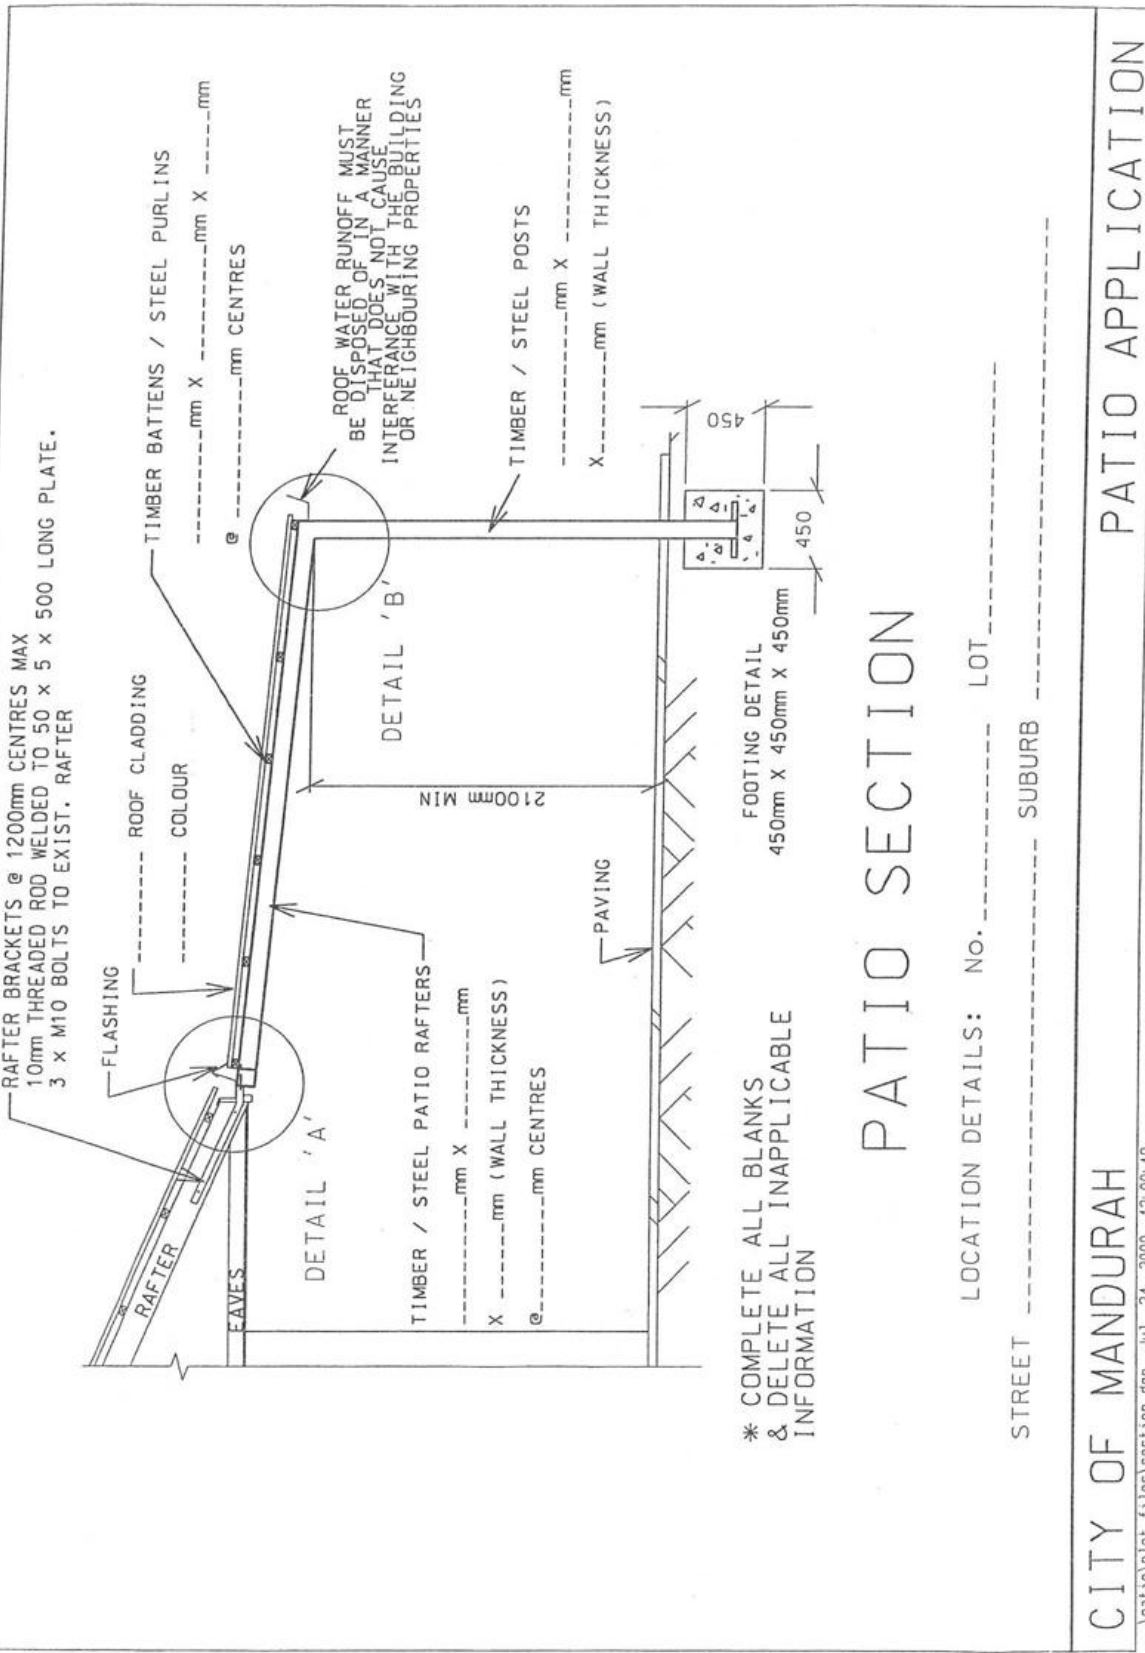 RAFTER BRACKETS @ 1200mm CENTRES MAX
10mm THREADED ROD WELDED TO 50 x 5 x 500 LONG PLATE.
3 x M10 BOLTS TO EXIST. RAFTER
FLASHING
-------- ROOF CLADDING
-------- COLOUR
TIMBER BATTENS / STEEL PURLINS
--------mm X --------mm X -----mm
@ --------mm CENTRES
ROOF WATER RUNOFF MUST
BE DISPOSED OF IN A MANNER
THAT DOES NOT CAUSE
INTERFERANCE WITH THE BUILDING
OR NEIGHBOURING PROPERTIES
RAFTER
EAVES
DETAIL 'A'
DETAIL 'B'
TIMBER / STEEL PATIO RAFTERS
--------mm X --------mm
X -----mm (WALL THICKNESS)
@-------mm CENTRES
2100mm MIN
TIMBER / STEEL POSTS
--------mm X --------mm
X------mm (WALL THICKNESS)
PAVING
450
450
FOOTING DETAIL
450mm X 450mm X 450mm
* COMPLETE ALL BLANKS
& DELETE ALL INAPPLICABLE
INFORMATION
PATIO SECTION
LOCATION DETAILS: No.------------ LOT----------------
STREET ---------------------- SUBURB ----------------------
CITY OF MANDURAH
PATIO APPLICATION